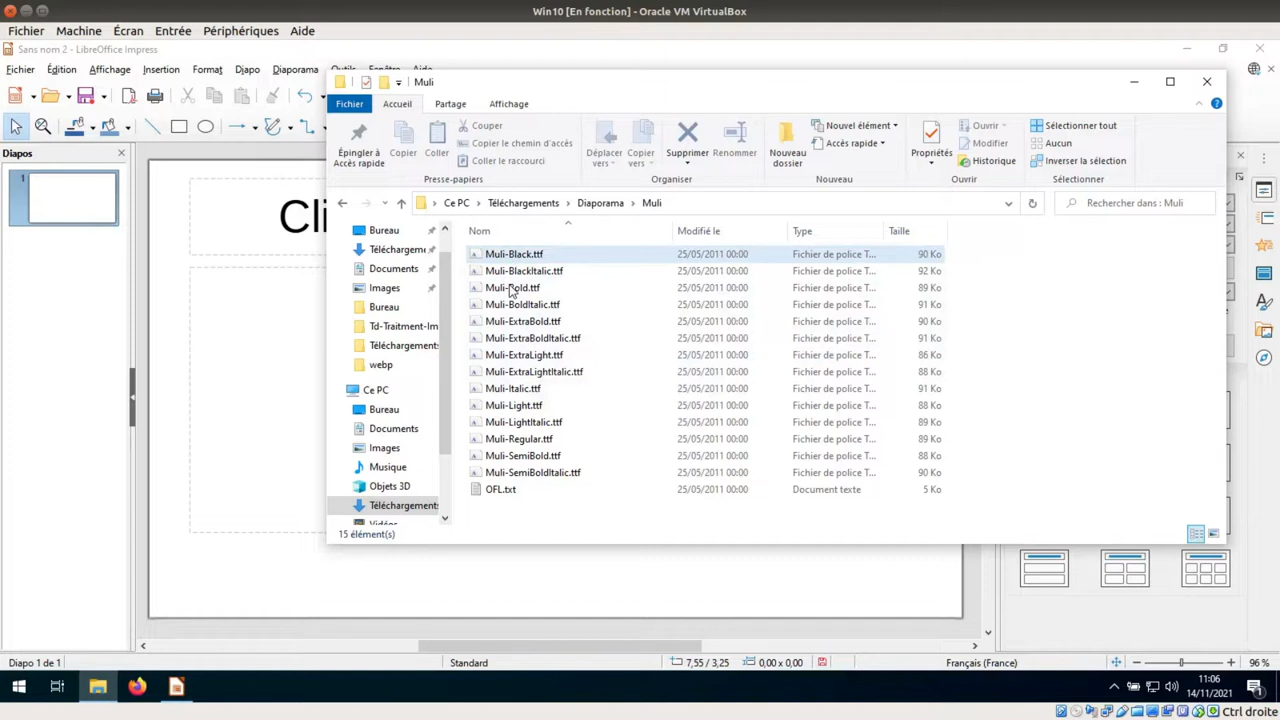 Win10 [En fonction] - Oracle VM VirtualBox
Fichier Machine Écran Entrée Périphériques Aide
Sans nom 2 - LibreOffice Impress
Fichier Édition Affichage Insertion Format Diapo Diaporama
Muli
Fichier Accueil Partage Affichage
Épingler à Accès rapide
Copier
Coller
Couper
Copier le chemin d'accès
Coller le raccourci
Presse-papiers
Déplacer vers
Copier vers
Supprimer
Renommer
Organiser
Nouveau dossier
Nouvel élément
Accès rapide
Nouveau
Propriétés
Ouvrir
Modifier
Historique
Ouvrir
Sélectionner tout
Aucun
Inverser la sélection
Sélectionner
Diapos
1
Cli
Ce PC Téléchargements Diaporama Muli
Rechercher dans : Muli
Bureau
Téléchargeme
Documents
Images
Bureau
Td-Traitment-Im
Téléchargements
webp
Ce PC
Bureau
Documents
Images
Musique
Objets 3D
Téléchargements
Nom Modifié le Type Taille
Muli-Black.ttf 25/05/2011 00:00 Fichier de police T... 90 Ko
Muli-BlackItalic.ttf 25/05/2011 00:00 Fichier de police T... 92 Ko
Muli-Bold.ttf 25/05/2011 00:00 Fichier de police T... 89 Ko
Muli-BoldItalic.ttf 25/05/2011 00:00 Fichier de police T... 89 Ko
Muli-ExtraBold.ttf 25/05/2011 00:00 Fichier de police T... 90 Ko
Muli-ExtraBoldItalic.ttf 25/05/2011 00:00 Fichier de police T... 91 Ko
Muli-ExtraLight.ttf 25/05/2011 00:00 Fichier de police T... 86 Ko
Muli-ExtraLightItalic.ttf 25/05/2011 00:00 Fichier de police T... 88 Ko
Muli-Italic.ttf 25/05/2011 00:00 Fichier de police T... 91 Ko
Muli-Light.ttf 25/05/2011 00:00 Fichier de police T... 88 Ko
Muli-LightItalic.ttf 25/05/2011 00:00 Fichier de police T... 89 Ko
Muli-Regular.ttf 25/05/2011 00:00 Fichier de police T... 89 Ko
Muli-SemiBold.ttf 25/05/2011 00:00 Fichier de police T... 88 Ko
Muli-SemiBoldItalic.ttf 25/05/2011 00:00 Fichier de police T... 90 Ko
OFL.txt 25/05/2011 00:00 Document texte 5 Ko
15 élément(s)
Diapo 1 de 1 Standard 7,55 / 3,25 0,00 x 0,00 Français (France) 96 %
11:06
14/11/2021
Ctrl droite